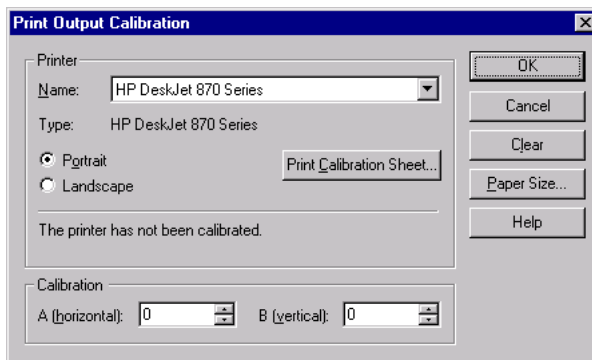 Print Output Calibration
Printer
Name: HP DeskJet 870 Series
Type: HP DeskJet 870 Series
Portrait
Landscape
Print Calibration Sheet...
The printer has not been calibrated.
Calibration
A (horizontal): 0 B (vertical): 0
OK
Cancel
Clear
Paper Size...
Help